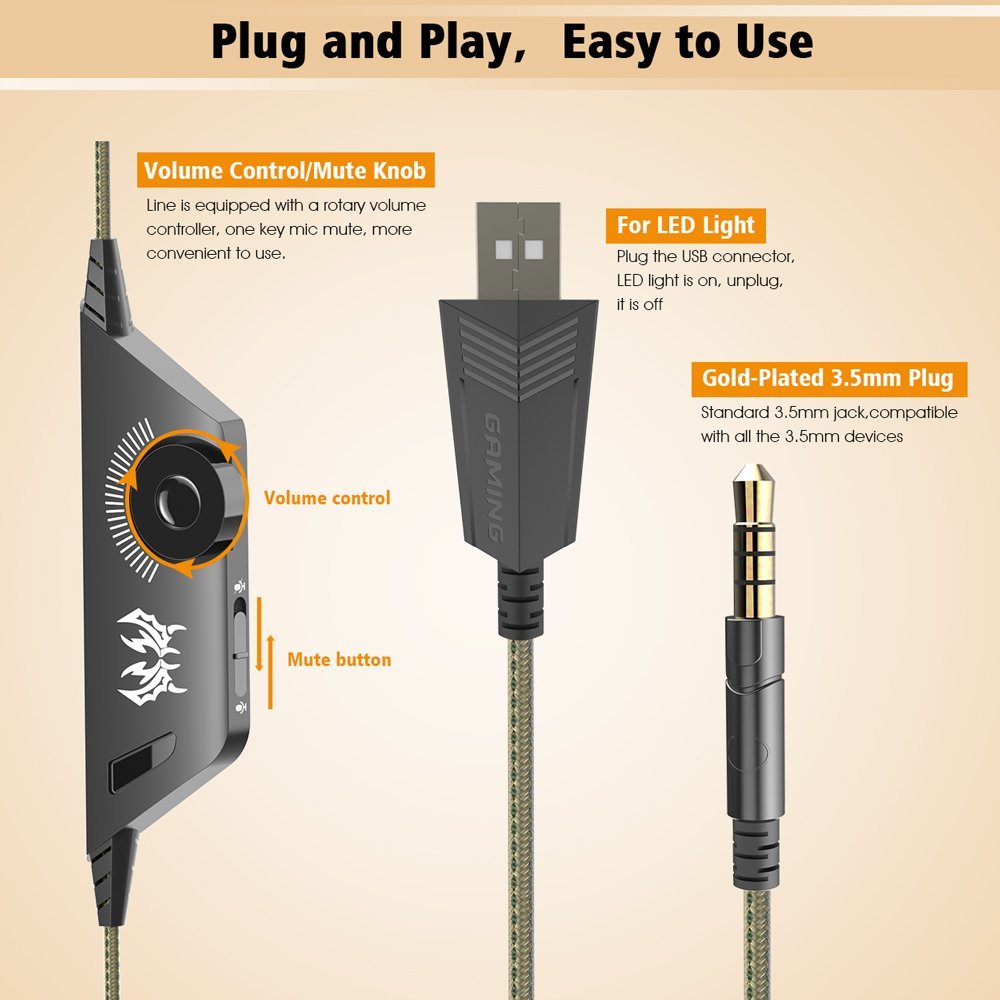 Plug and Play, Easy to Use
Volume Control/Mute Knob
Line is equipped with a rotary volume
controller, one key mic mute, more
convenient to use.
For LED Light
Plug the USB connector,
LED light is on, unplug,
it is off
Gold-Plated 3.5mm Plug
Standard 3.5mm jack,compatible
with all the 3.5mm devices
GAMING
Volume control
Mute button